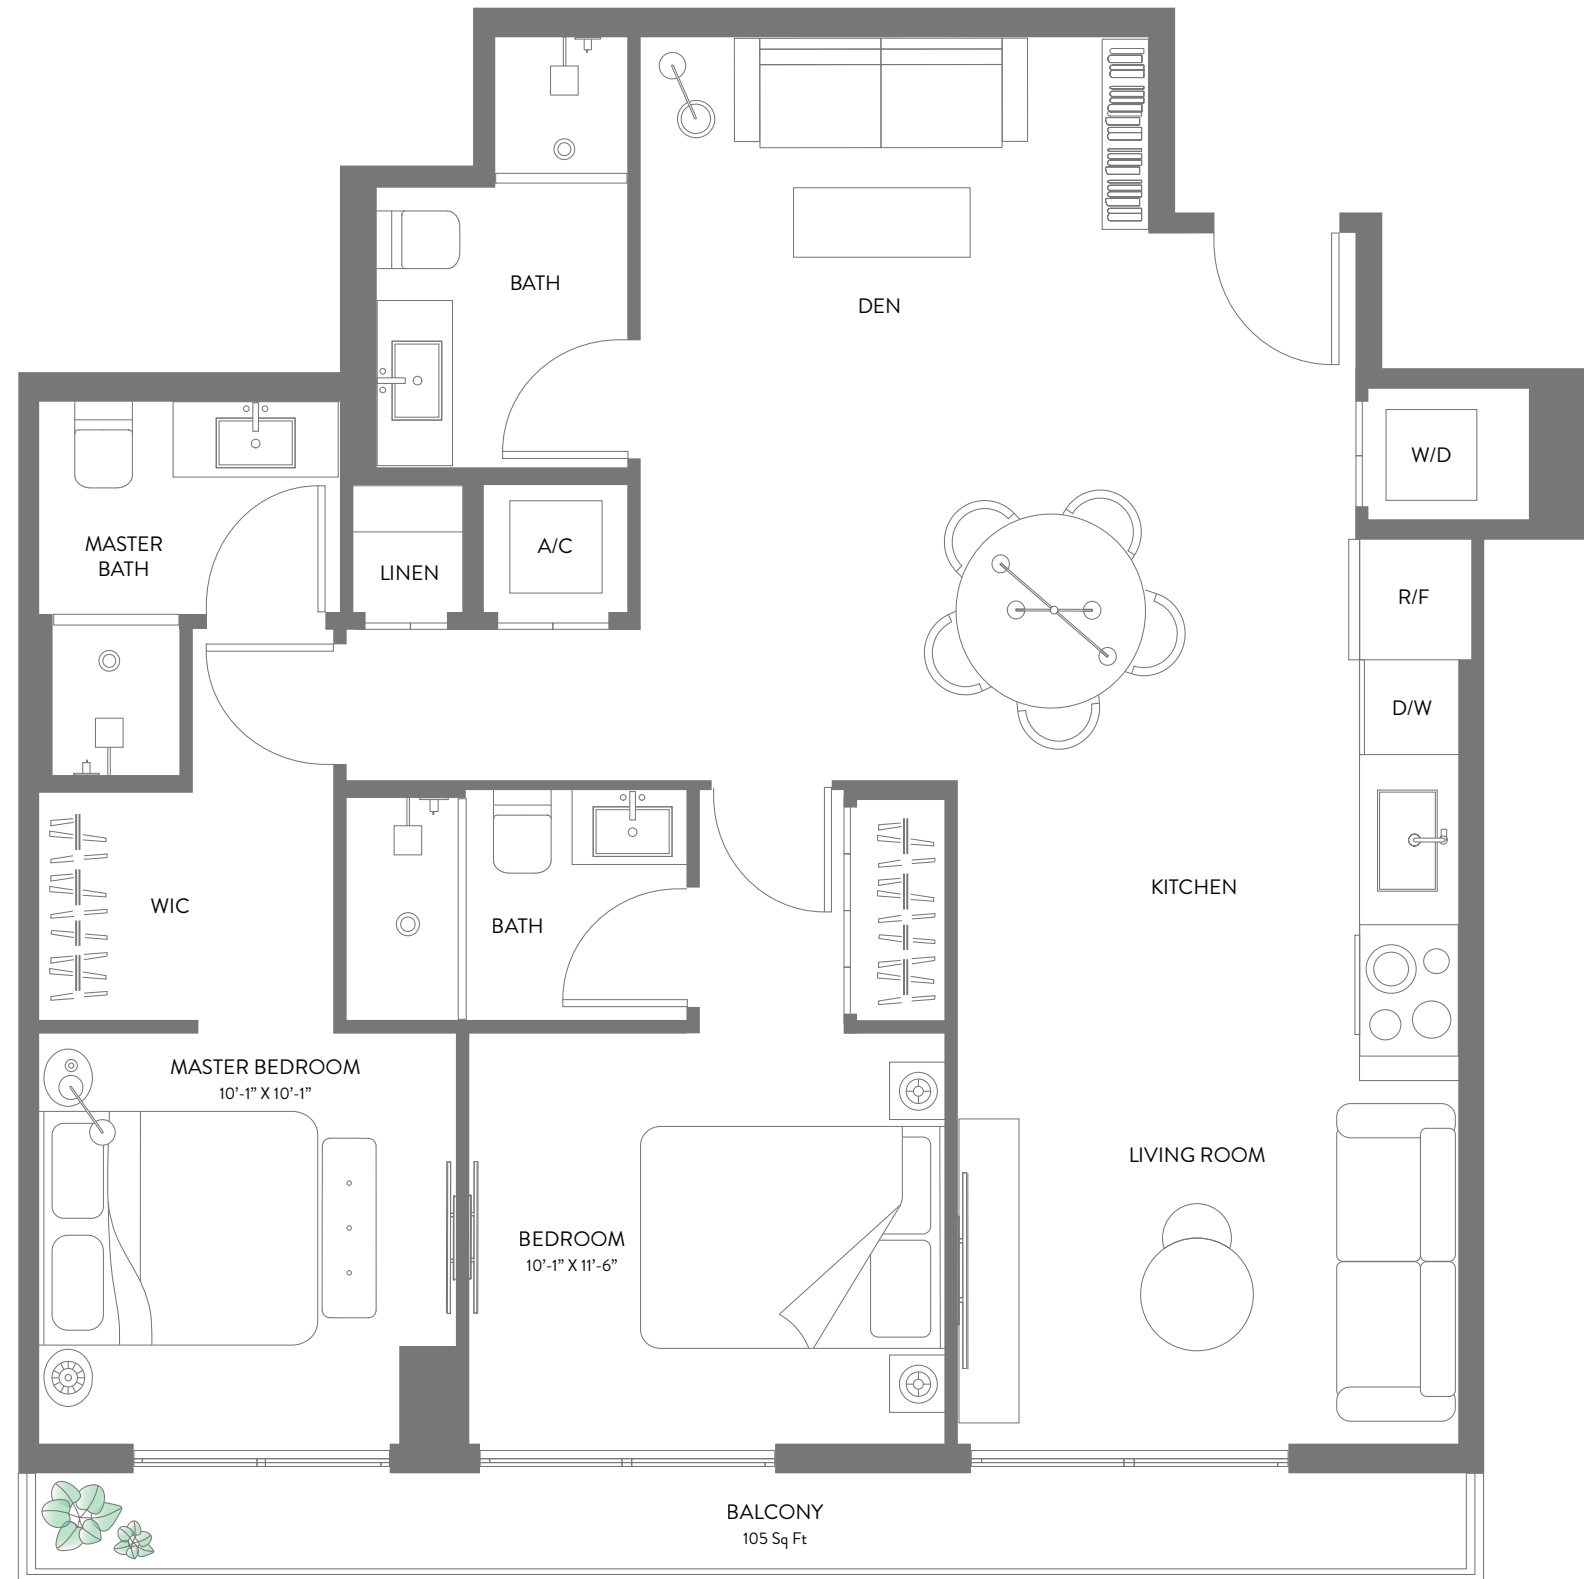 BATH
DEN
W/D
MASTER
BATH
LINEN
A/C
R/F
D/W
WIC
BATH
KITCHEN
MASTER BEDROOM
10’-1” X 10’-1”
LIVING ROOM
BEDROOM
10’-1” X 11’-6”
BALCONY
105 Sq Ft